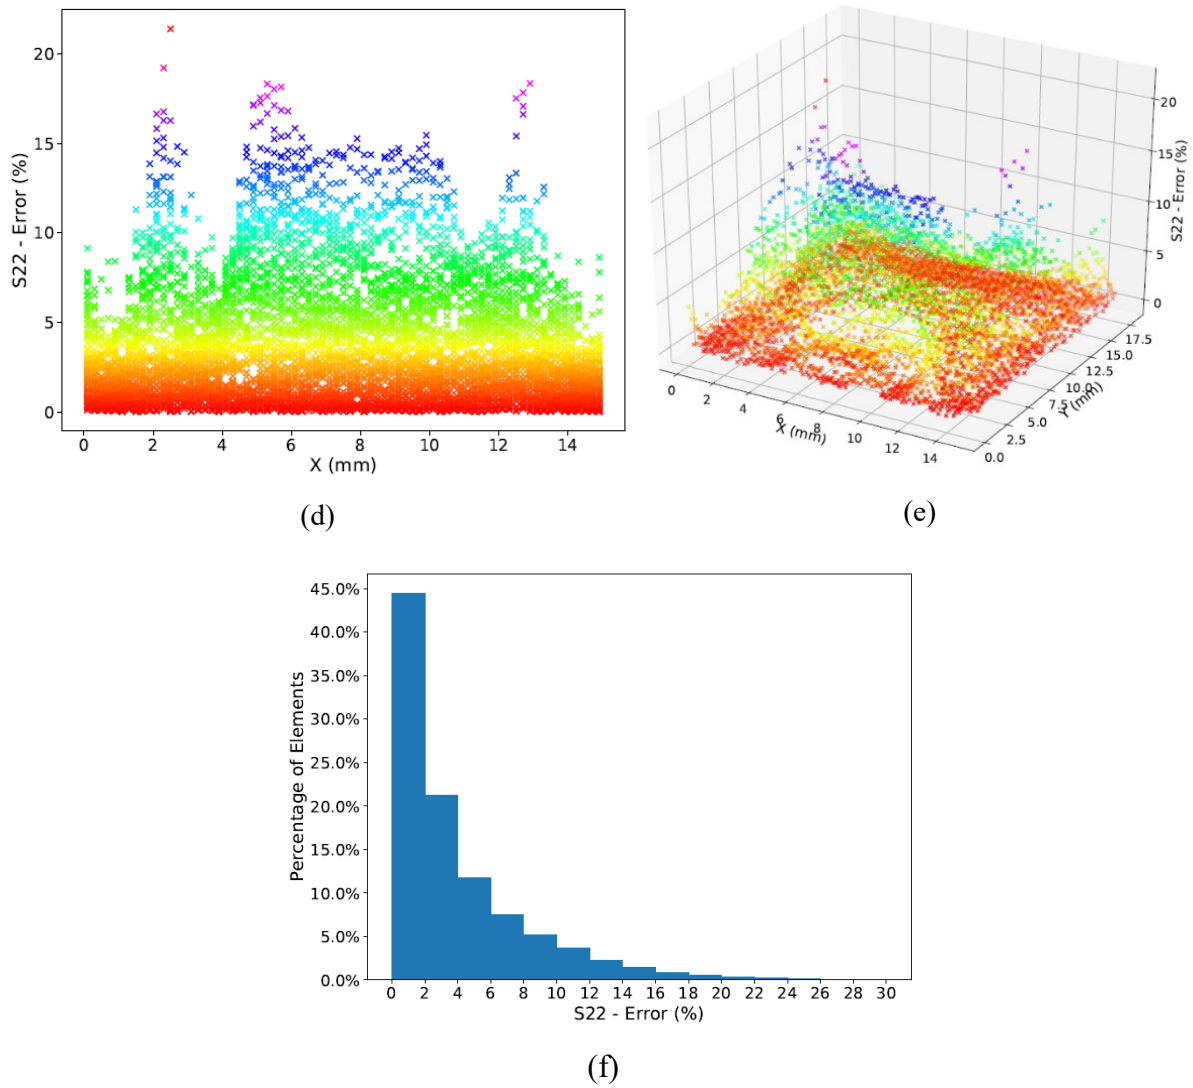 20
15
10
5
0
S22 - Error (%)
0 2 4 6 8 10 12 14
X (mm)
(d)
20
15
10
5
0
S22 - Error (%)
0 2 4 6 8 10 12 14
X (mm)
0.0 2.5 5.0 7.5 10.0 12.5 15.0 17.5
Y (mm)
(e)
45.0%
40.0%
35.0%
30.0%
25.0%
20.0%
15.0%
10.0%
5.0%
0.0%
Percentage of Elements
0 2 4 6 8 10 12 14 16 18 20 22 24 26 28 30
S22 - Error (%)
(f)